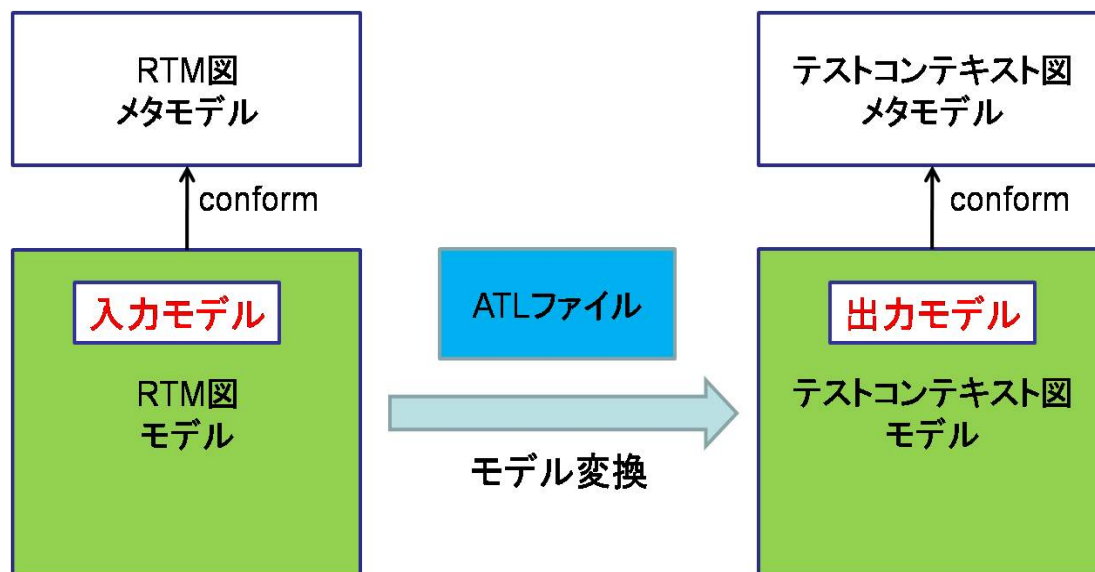 RTM図
メタモデル
テストコンテキスト図
メタモデル
conform
conform
入力モデル
RTM図
モデル
ATLファイル
モデル変換
出力モデル
テストコンテキスト図
モデル